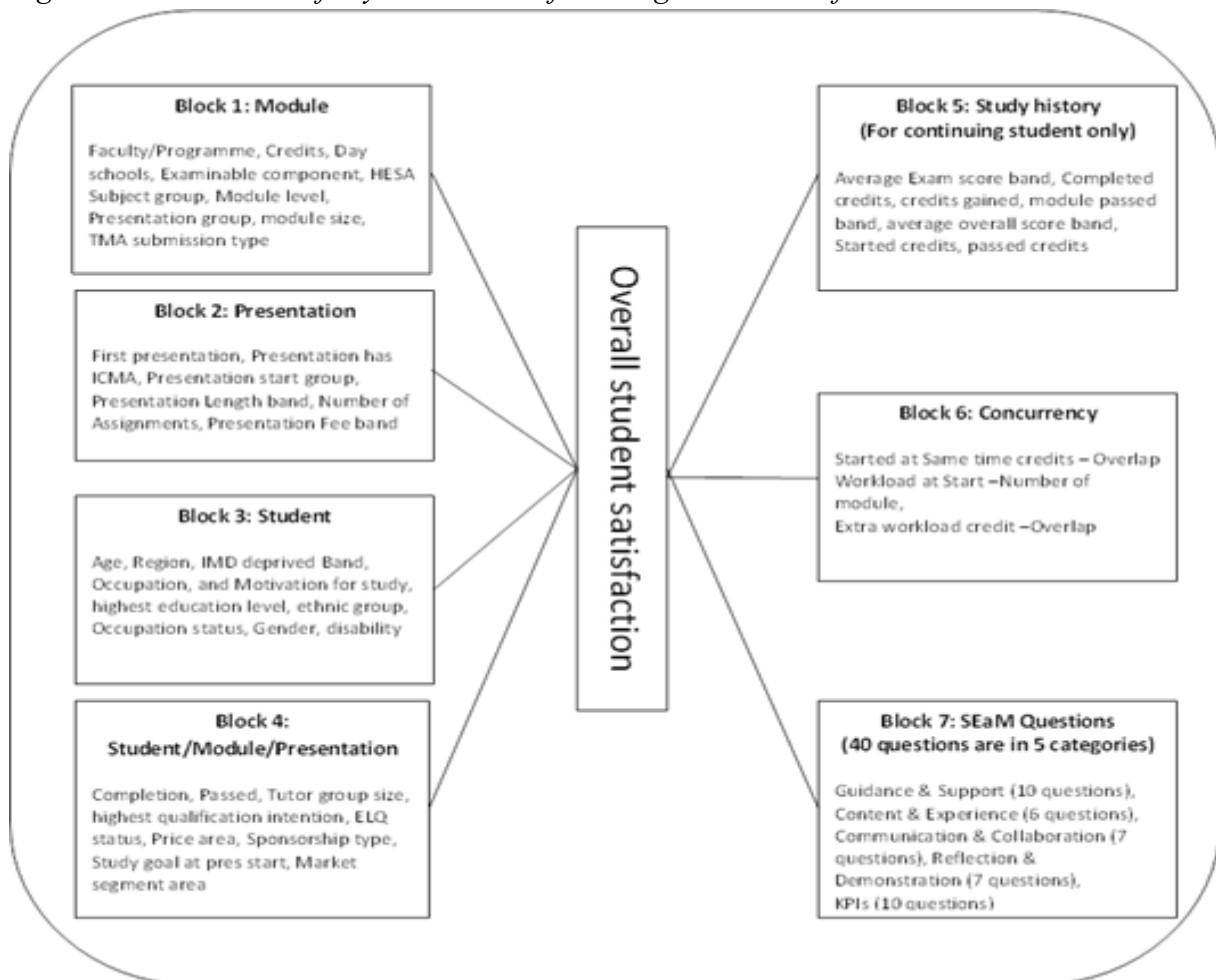 Block 1: Module
Faculty/Programme, Credits, Day
schools, Examinable component, HESA
Subject group, Module level,
Presentation group, module size,
TMA submission type
Block 2: Presentation
First presentation, Presentation has
ICMA, Presentation start group,
Presentation Length band, Number of
Assignments, Presentation Fee band
Block 3: Student
Age, Region, IMD deprived Band,
Occupation, and Motivation for study,
highest education level, ethnic group,
Occupation status, Gender, disability
Block 4:
Student/Module/Presentation
Completion, Passed, Tutor group size,
highest qualification intention, ELQ
status, Price area, Sponsorship type,
Study goal at pres start, Market
segment area
Overall student satisfaction
Block 5: Study history
(For continuing student only)
Average Exam score band, Completed
credits, credits gained, module passed
band, average overall score band,
Started credits, passed credits
Block 6: Concurrency
Started at Same time credits – Overlap
Workload at Start –Number of
module,
Extra workload credit –Overlap
Block 7: SEaM Questions
(40 questions are in 5 categories)
Guidance & Support (10 questions),
Content & Experience (6 questions),
Communication & Collaboration (7
questions), Reflection &
Demonstration (7 questions),
KPIs (10 questions)